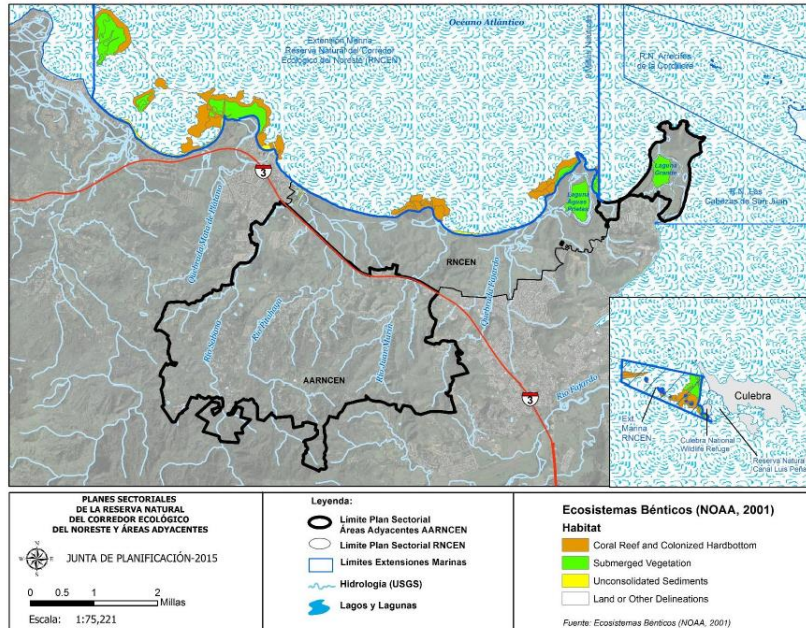 Océano Atlántico
Extensión Marina
Reserva Natural del Corredor
Ecológico del Noreste (RNCEN)
R.N. Arrecifes
de la Cordillera
3
Laguna
Grande
Laguna
Aguas
Prietas
R.N. Las
Cabezas de San Juan
RNCEN
Quebrada Mata de Plátano
Quebrada Fajardo
Río Sabana
Río Pitahaya
Río Juan Martín
AARNCEN
3
Río Fajardo
Culebra
Ext.
Marina
RNCEN
Culebra National
Wildlife Refuge
Reserva Natural
Canal Luis Peña
PLANES SECTORIALES
DE LA RESERVA NATURAL
DEL CORREDOR ECOLÓGICO
DEL NORESTE Y ÁREAS ADYACENTES
JUNTA DE PLANIFICACIÓN-2015
0 0.5 1 2
Millas
Escala: 1:75,221
Leyenda:
Límite Plan Sectorial
Áreas Adyacentes AARNCEN
Límite Plan Sectorial RNCEN
Límites Extensiones Marinas
Hidrología (USGS)
Lagos y Lagunas
Ecosistemas Bénticos (NOAA, 2001)
Habitat
Coral Reef and Colonized Hardbottom
Submerged Vegetation
Unconsolidated Sediments
Land or Other Delineations
Fuente: Ecosistemas Bénticos (NOAA, 2001)